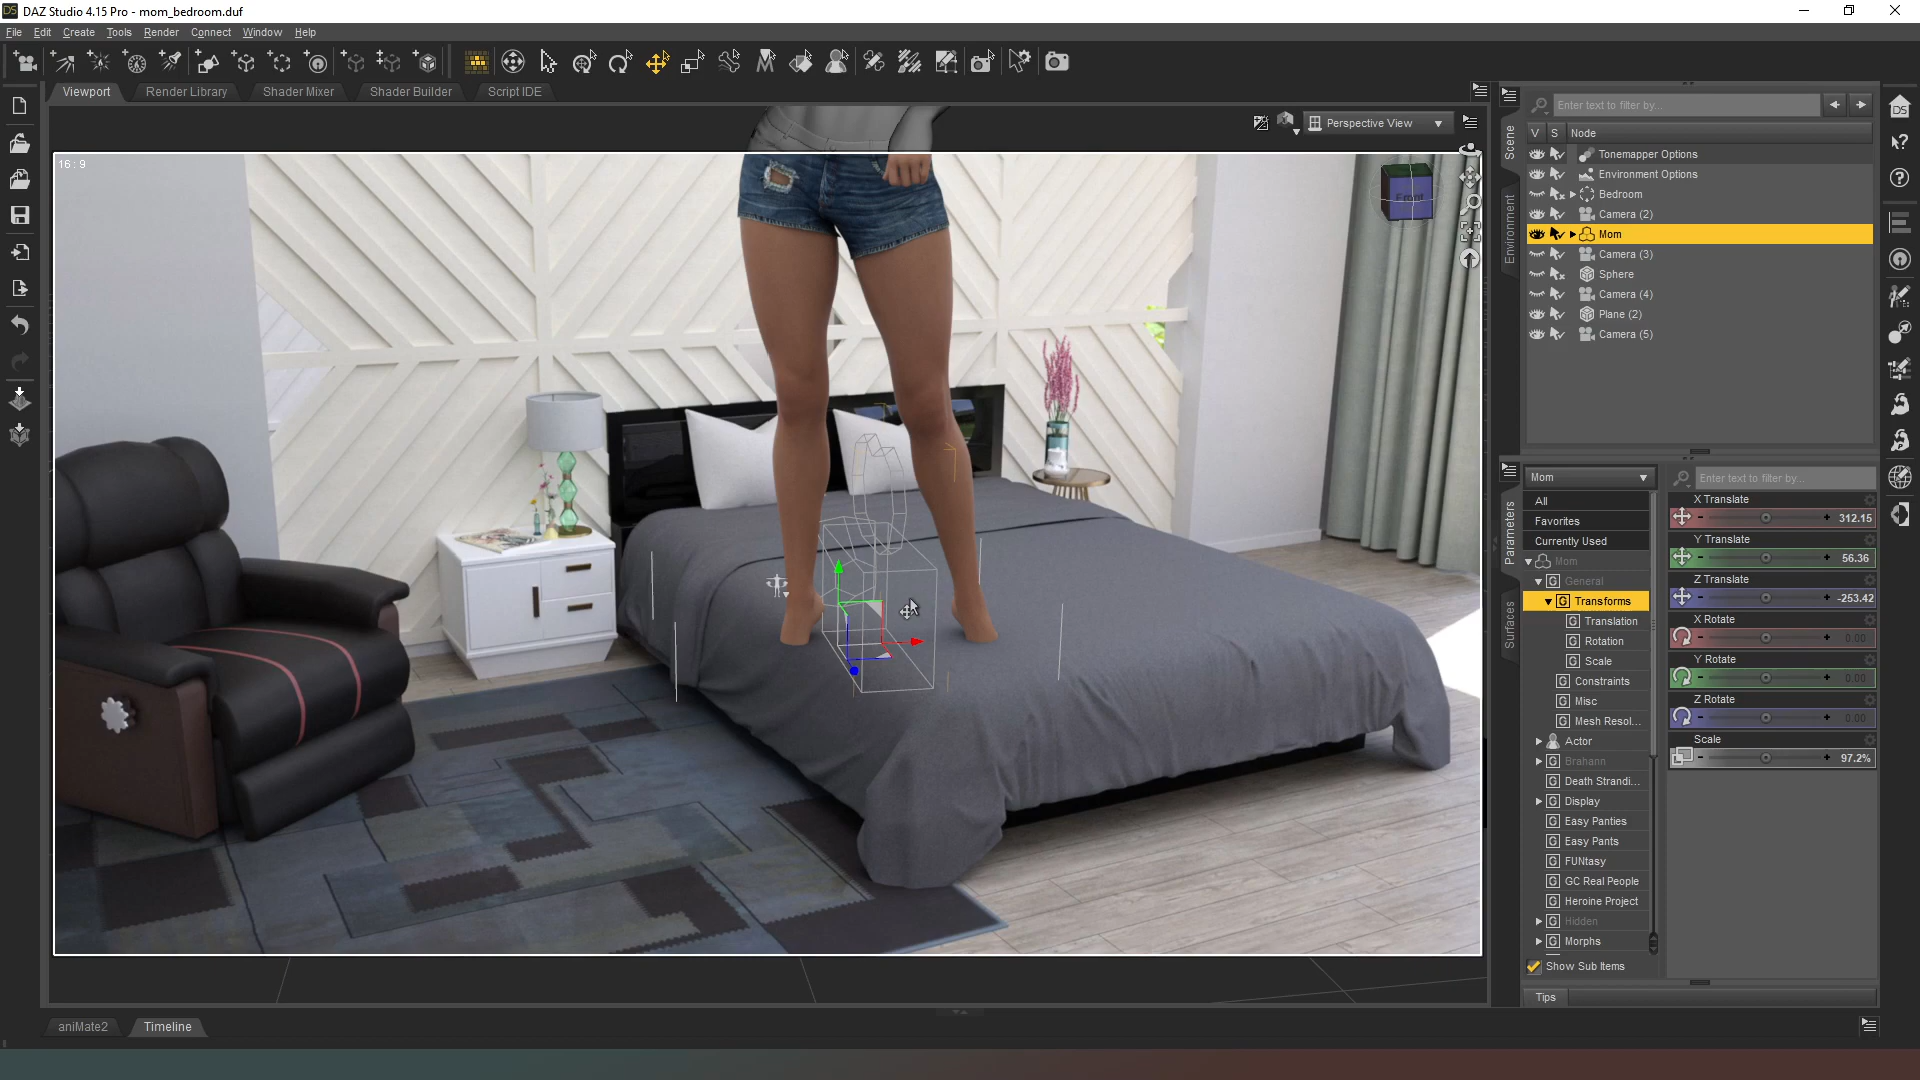 DAZ Studio 4.15 Pro - mom_bedroom.duf
File Edit Create Tools Render Connect Window Help
Viewport Render Library Shader Mixer Shader Builder Script IDE
16 : 9
Perspective View
Front
Scene
Environment
Enter text to filter by...
V S Node
Tonemapper Options
Environment Options
Bedroom
Camera (2)
Mom
Camera (3)
Sphere
Camera (4)
Plane (2)
Camera (5)
Parameters
Surfaces
Mom
All
Favorites
Currently Used
Mom
General
Transforms
Translation
Rotation
Scale
Constraints
Misc
Mesh Resol...
Actor
Brahann
Death Strandi...
Display
Easy Panties
Easy Pants
FUNtasy
GC Real People
Heroine Project
Hidden
Morphs
Show Sub Items
Enter text to filter by...
X Translate
312.15
Y Translate
56.36
Z Translate
-253.42
X Rotate
0.00
Y Rotate
0.00
Z Rotate
0.00
Scale
97.2%
Tips
aniMate2 Timeline